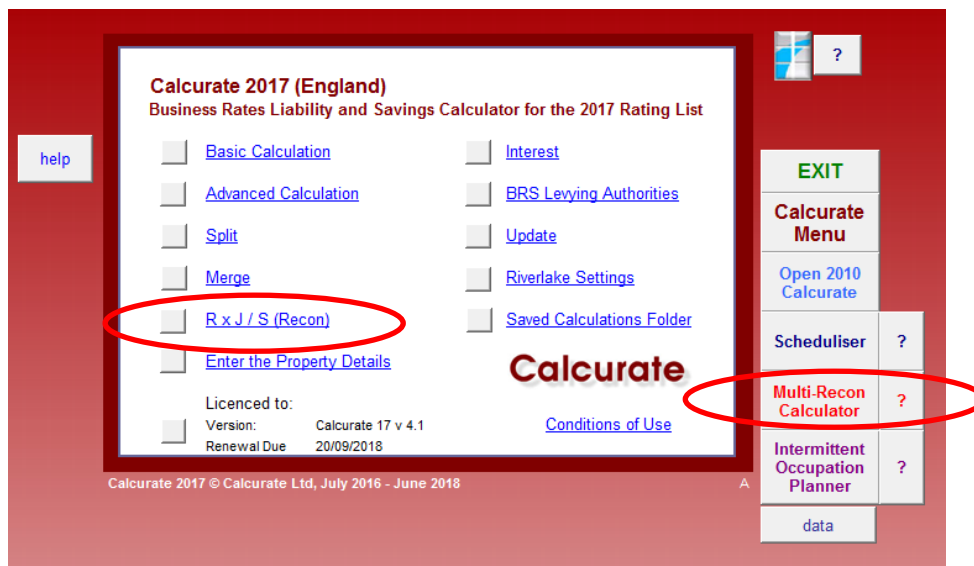 Calcurate 2017 (England)
Business Rates Liability and Savings Calculator for the 2017 Rating List
help
Basic Calculation
Advanced Calculation
Split
Merge
R x J / S (Recon)
Enter the Property Details
Interest
BRS Levying Authorities
Update
Riverlake Settings
Saved Calculations Folder
Calcurate
Licenced to:
Version: Calcurate 17 v 4.1
Renewal Due 20/09/2018
Conditions of Use
Calcurate 2017 © Calcurate Ltd, July 2016 - June 2018
A
?
EXIT
Calcurate
Menu
Open 2010
Calcurate
Scheduliser ?
Multi-Recon
Calculator ?
Intermittent
Occupation
Planner ?
data